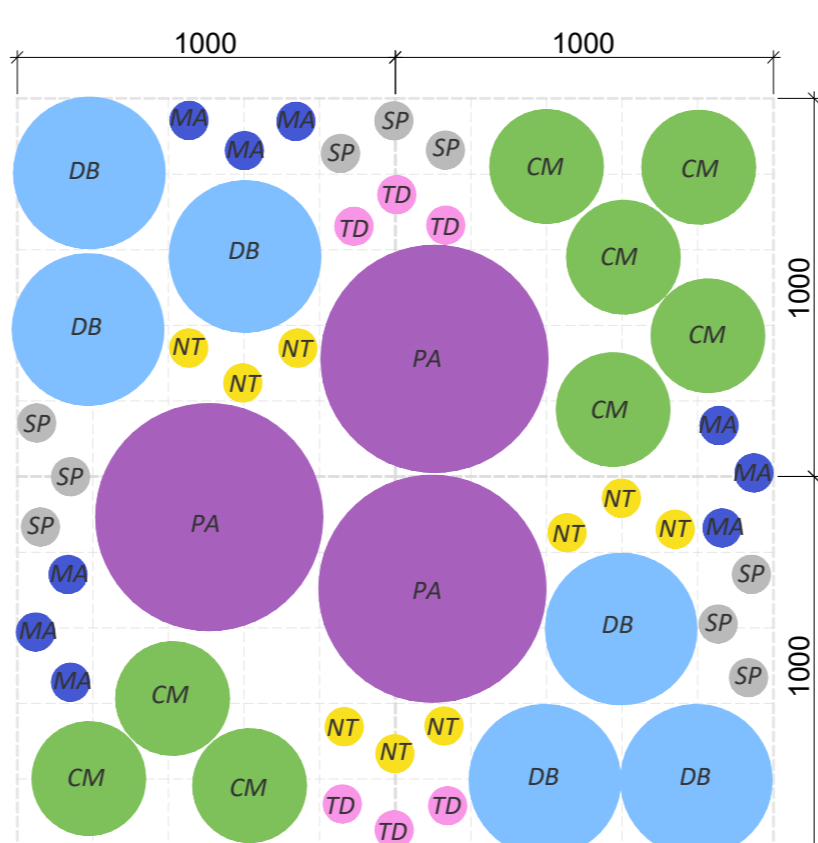 1000 1000
MA MA SP
MA SP SP
DB CM CM
TD
TD TD
DB CM
1000
DB NT NT PA CM
NT
SP CM MA
SP MA
NT
SP PA NT NT MA
MA SP
PA
MA DB SP
MA 1000
SP
CM
NT NT
NT
CM CM DB DB
TD TD
TD